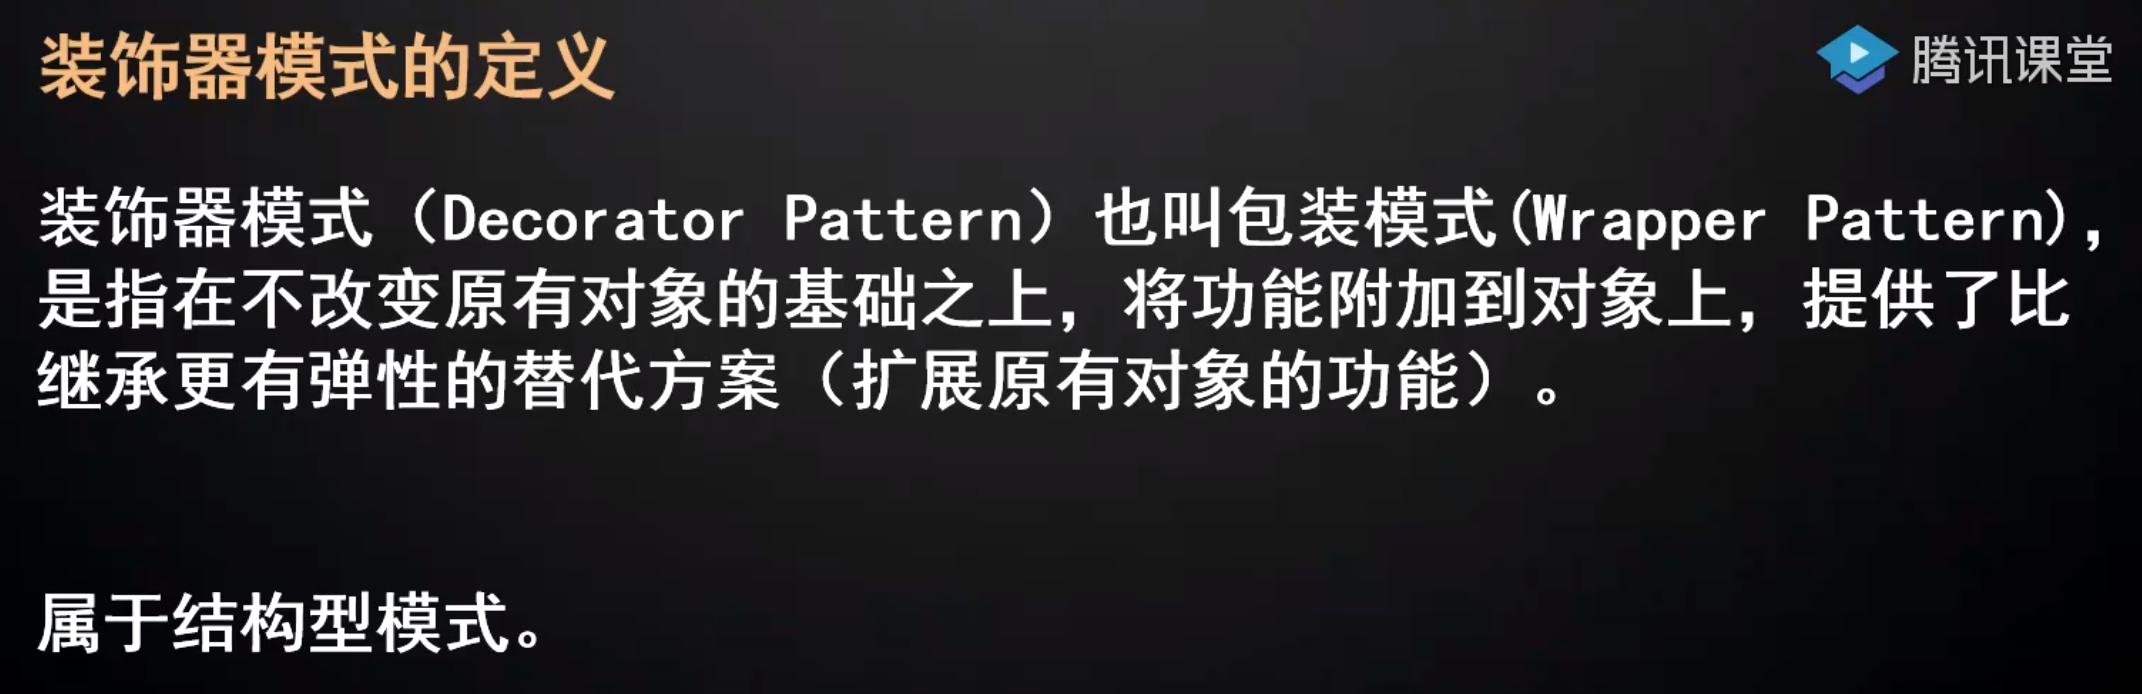 装饰器模式的定义
腾讯课堂
装饰器模式（Decorator Pattern）也叫包装模式(Wrapper Pattern)，
是指在不改变原有对象的基础之上，将功能附加到对象上，提供了比
继承更有弹性的替代方案（扩展原有对象的功能）。
属于结构型模式。